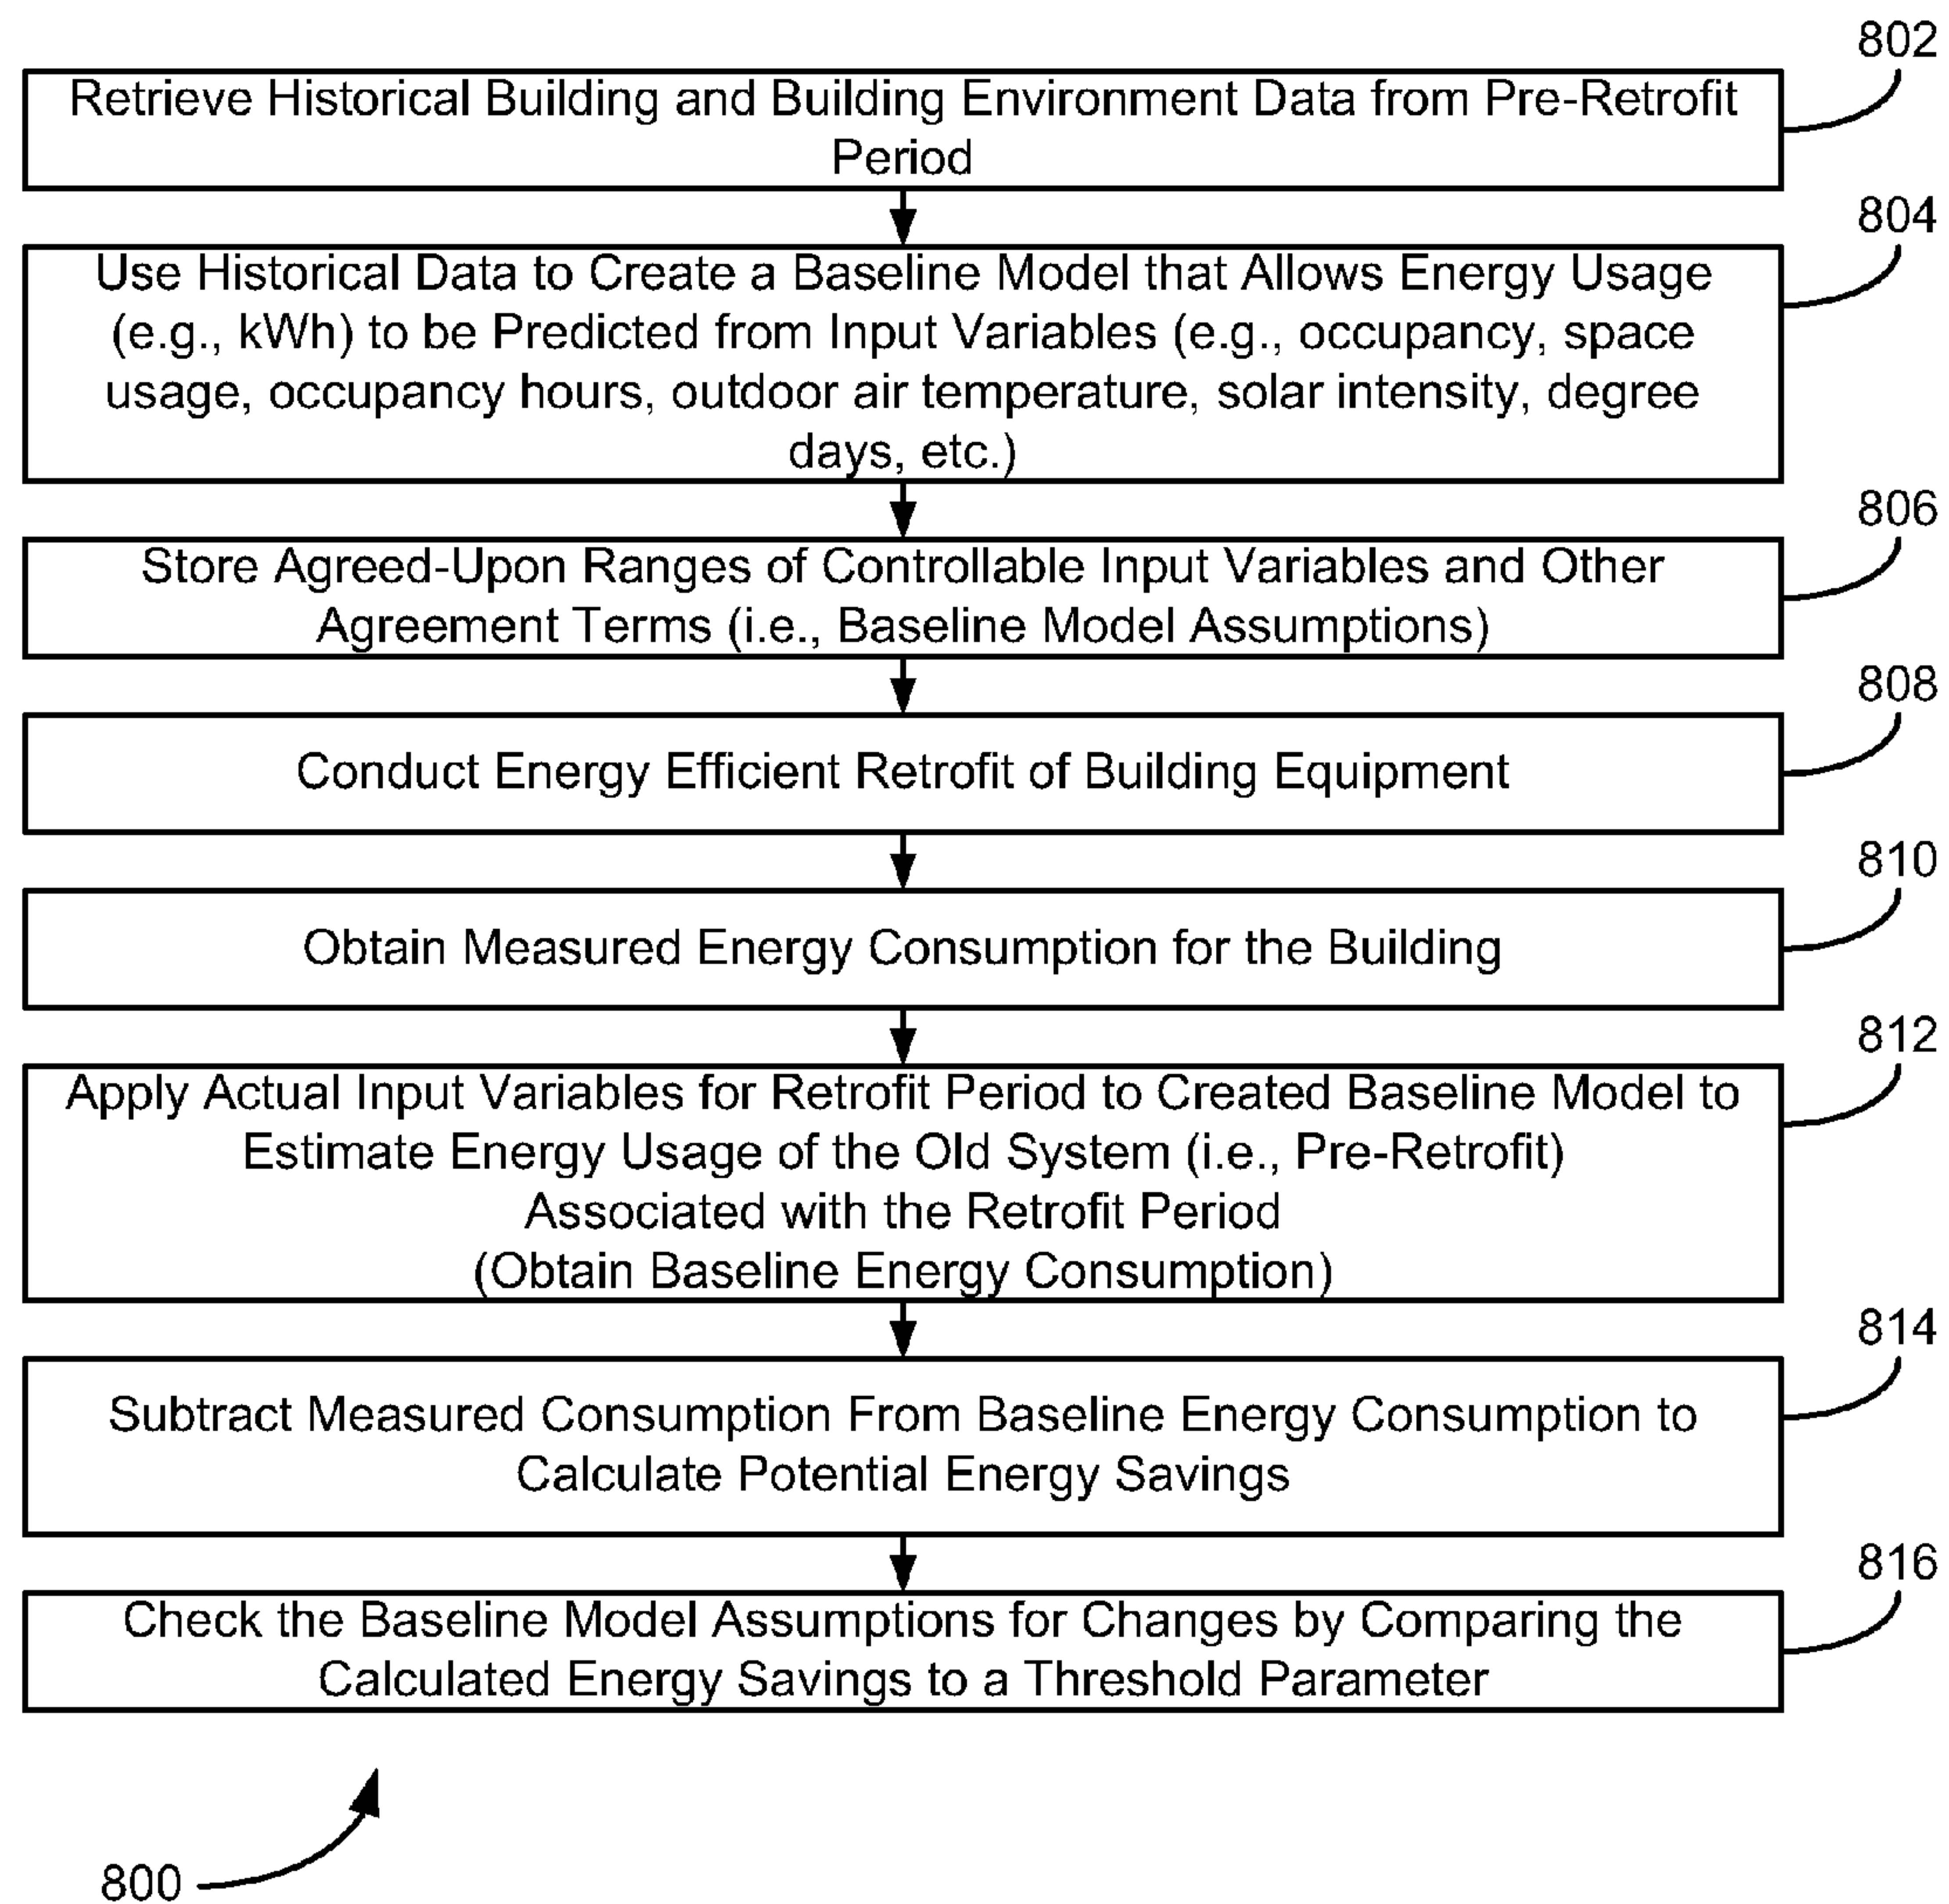 802
Retrieve Historical Building and Building Environment Data from Pre-Retrofit
Period
804
Use Historical Data to Create a Baseline Model that Allows Energy Usage
(e.g., kWh) to be Predicted from Input Variables (e.g., occupancy, space
usage, occupancy hours, outdoor air temperature, solar intensity, degree
days, etc.)
806
Store Agreed-Upon Ranges of Controllable Input Variables and Other
Agreement Terms (i.e., Baseline Model Assumptions)
808
Conduct Energy Efficient Retrofit of Building Equipment
810
Obtain Measured Energy Consumption for the Building
812
Apply Actual Input Variables for Retrofit Period to Created Baseline Model to
Estimate Energy Usage of the Old System (i.e., Pre-Retrofit)
Associated with the Retrofit Period
(Obtain Baseline Energy Consumption)
814
Subtract Measured Consumption From Baseline Energy Consumption to
Calculate Potential Energy Savings
816
Check the Baseline Model Assumptions for Changes by Comparing the
Calculated Energy Savings to a Threshold Parameter
800